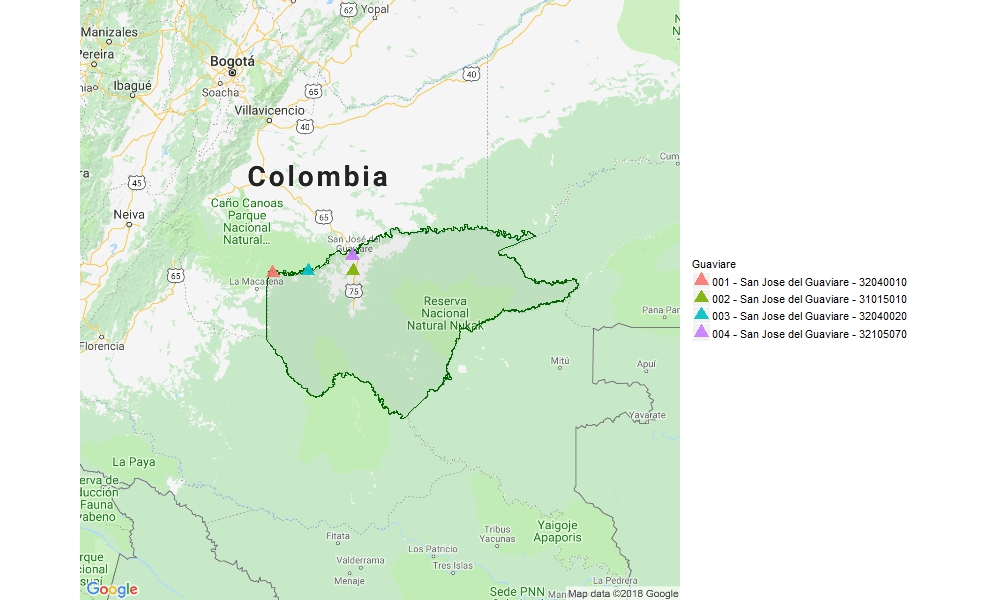 62
Yopal
Manizales
Pereira
Bogotá
Ibagué
Soacha
65
40
Villavicencio
40
Colombia
45
Caño Canoas
Parque
Nacional
Natural...
Neiva
65
San José del
Guaviare
65
La Macarena
75
Reserva
Nacional
Natural Nukak
Florencia
Pana Par
Mitú
Apuí
Yavarate
La Paya
erva de
ducción
Fauna
yabeno
Yaigoje
Apaporis
Tribus
Yacunas
Fitata
Los Patricio
Tres Islas
Valderrama
Menaje
rque
cional
La Pedrera
Sede PNN
Google
Map data ©2018 Google
Guaviare
001 - San Jose del Guaviare - 32040010
002 - San Jose del Guaviare - 31015010
003 - San Jose del Guaviare - 32040020
004 - San Jose del Guaviare - 32105070